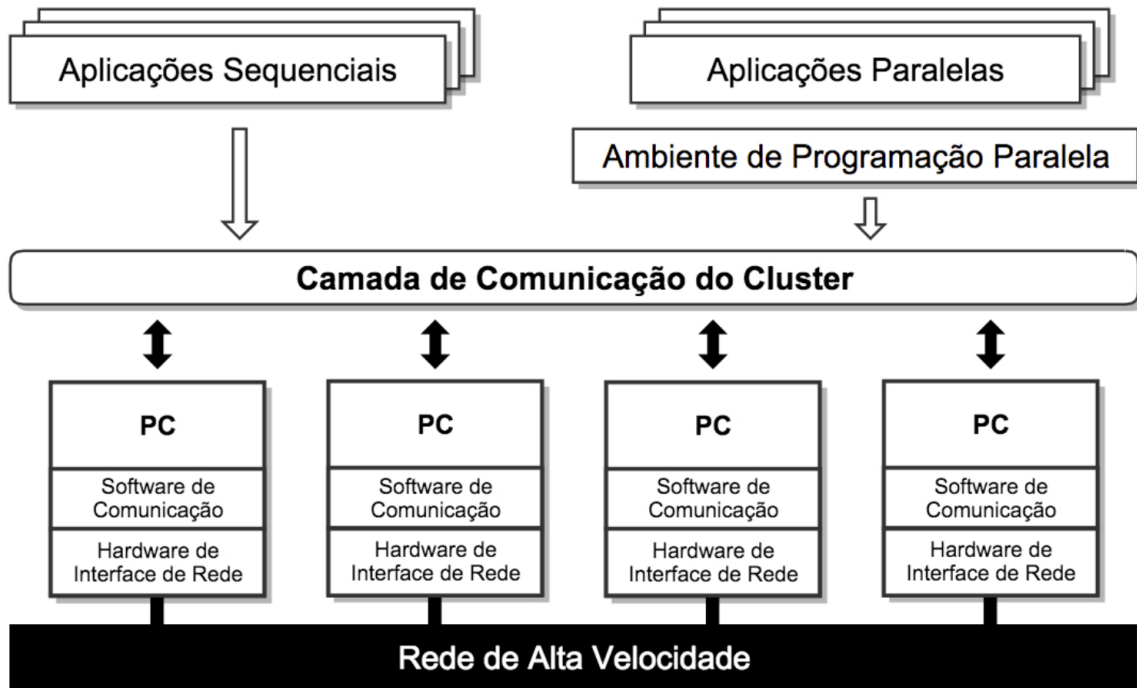 Aplicações Sequenciais
Aplicações Paralelas
Ambiente de Programação Paralela
Camada de Comunicação do Cluster
PC
Software de
Comunicação
Hardware de
Interface de Rede
PC
Software de
Comunicação
Hardware de
Interface de Rede
PC
Software de
Comunicação
Hardware de
Interface de Rede
PC
Software de
Comunicação
Hardware de
Interface de Rede
Rede de Alta Velocidade